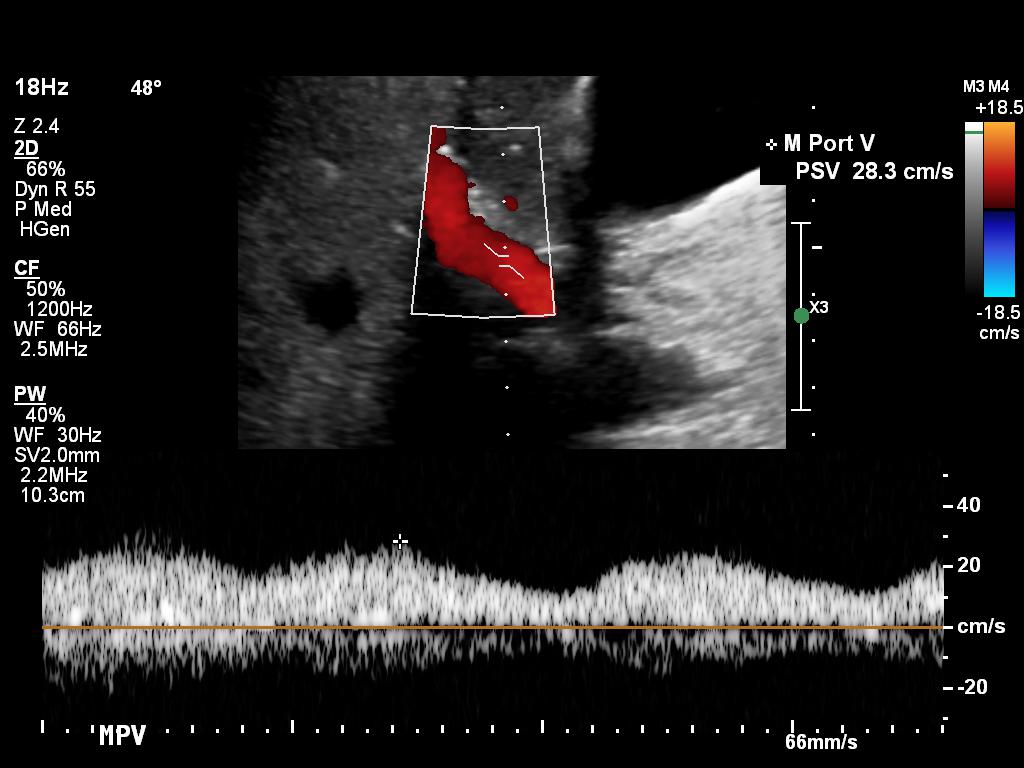 18Hz 48°
Z 2.4
2D
66%
Dyn R 55
P Med
HGen
CF
50%
1200Hz
WF 66Hz
2.5MHz
PW
40%
WF 30Hz
SV2.0mm
2.2MHz
10.3cm
M3 M4
+18.5
M Port V
PSV 28.3 cm/s
X3
-18.5
cm/s
40
20
cm/s
-20
MPV
66mm/s